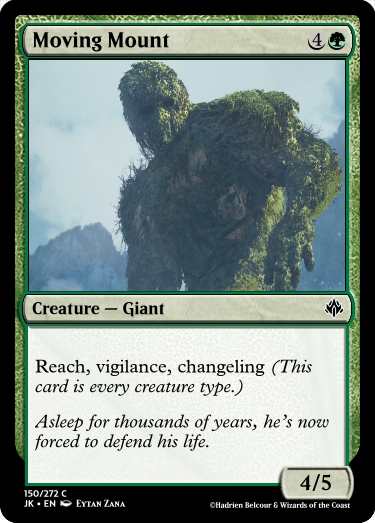 Moving Mount 4
Creature — Giant
Reach, vigilance, changeling (This
card is every creature type.)
Asleep for thousands of years, he's now
forced to defend his life.
4/5
150/272 C
JK • EN Eytan Zana
©Hadrien Belcour & Wizards of the Coast